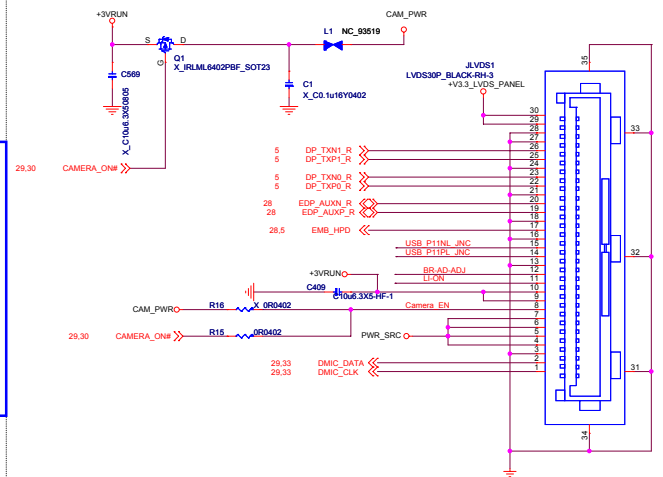 +3VRUN
CAM_PWR
L1 NC_93519
S D
G
Q1
X_IRLML6402PBF_SOT23
C569
X_C10u6.3X50805
C1
X_C0.1u16Y0402
JLVDS1
LVDS30P_BLACK-RH-3
+V3.3_LVDS_PANEL
35
30
29
28
27
26
25
24
23
22
21
20
19
18
17
16
15
14
13
12
11
10
9
8
7
6
5
4
3
2
1
33
32
31
34
5 DP_TXN1_R
5 DP_TXP1_R
29,30 CAMERA_ON#
5 DP_TXN0_R
5 DP_TXP0_R
28 EDP_AUXN_R
28 EDP_AUXP_R
28,5 EMB_HPD
USB_P11NL_JNC
USB_P11PL_JNC
+3VRUN
BR-AD-ADJ
LI-ON
C409
C10u6.3X5-HF-1
CAM_PWR R16 X_0R0402 Camera_EN
29,30 CAMERA_ON# R15 0R0402 PWR_SRC
29,33 DMIC_DATA
29,33 DMIC_CLK